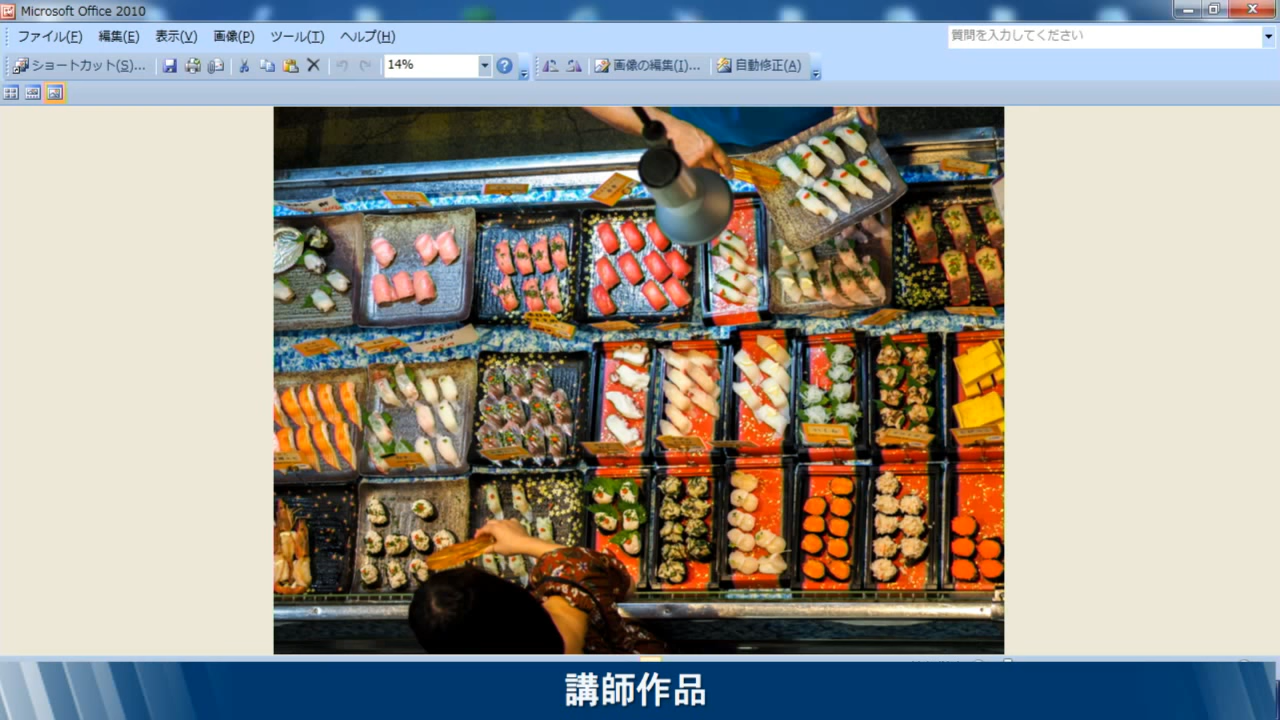 Microsoft Office 2010
ファイル(F) 編集(E) 表示(V) 画像(P) ツール(T) ヘルプ(H)
質問を入力してください
ショートカット(S)... 14% 画像の編集(I)... 自動修正(A)
講師作品